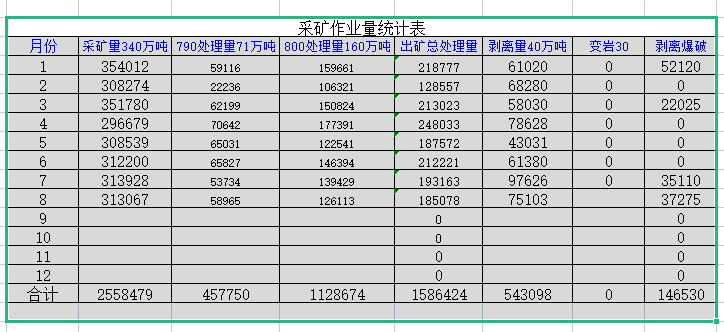 采矿作业量统计表
月份 采矿量340万吨 790处理量71万吨 800处理量160万吨 出矿总处理量 剥离量40万吨 变岩30 剥离爆破
1 354012 59116 159661 218777 61020 0 52120
2 308274 22236 106321 128557 68280 0 0
3 351780 62199 150824 213023 58030 0 22025
4 296679 70642 177391 248033 78628 0 0
5 308539 65031 122541 187572 43031 0 0
6 312200 65827 146394 212221 61380 0 0
7 313928 53734 139429 193163 97626 0 35110
8 313067 58965 126113 185078 75103 37275
9 0 0
10 0 0
11 0 0
12 0 0
合计 2558479 457750 1128674 1586424 543098 0 146530